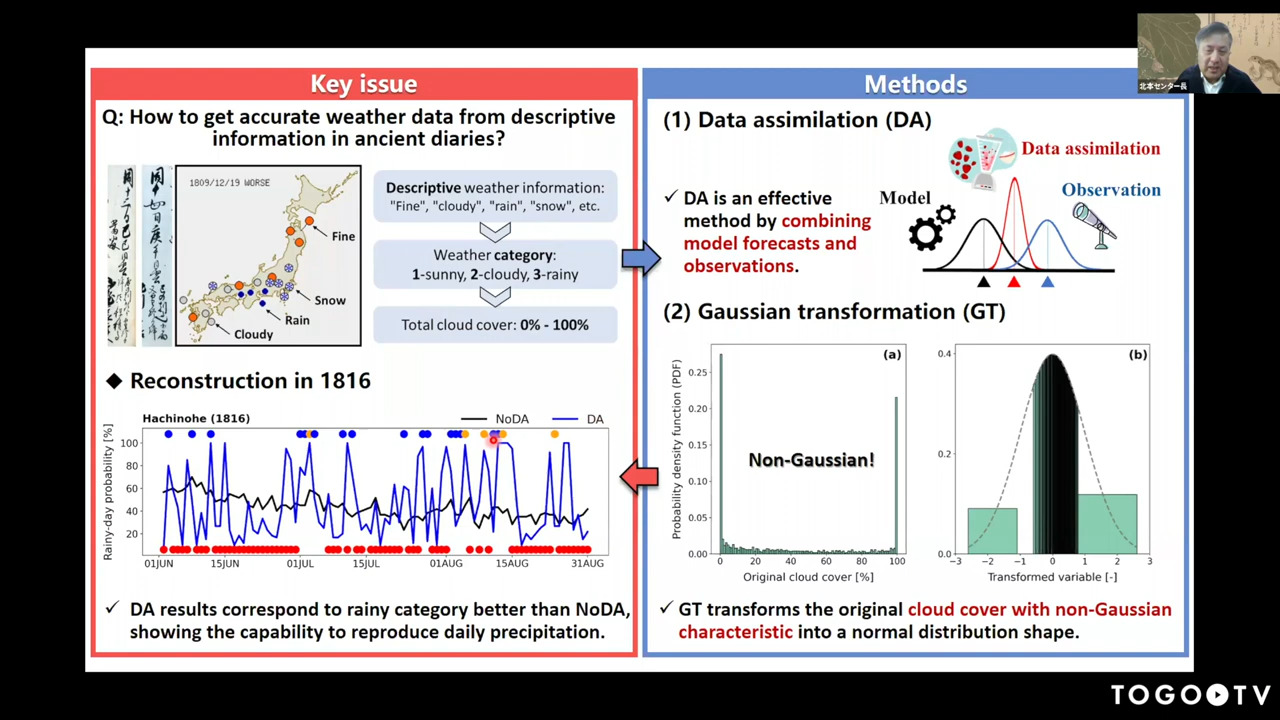 Key issue
Q: How to get accurate weather data from descriptive
information in ancient diaries?
1809/12/19 WORSE
Fine
Snow
Rain
Cloudy
Descriptive weather information:
"Fine", "cloudy", "rain", "snow", etc.
Weather category:
1-sunny, 2-cloudy, 3-rainy
Total cloud cover: 0% - 100%
◆ Reconstruction in 1816
Hachinohe (1816)
NoDA
DA
Rainy-day probability [%]
100
80
60
40
20
01JUN
15JUN
01JUL
15JUL
01AUG
15AUG
31AUG
✓ DA results correspond to rainy category better than NoDA,
showing the capability to reproduce daily precipitation.
Methods
(1) Data assimilation (DA)
✓ DA is an effective
method by combining
model forecasts and
observations.
Data assimilation
Model
Observation
(2) Gaussian transformation (GT)
(a)
Probability density function (PDF)
0.25
0.20
0.15
0.10
0.05
0.00
Non-Gaussian!
0
20
40
60
80
100
Original cloud cover [%]
(b)
0.4
0.2
0.0
−3
−2
−1
0
1
2
3
Transformed variable [-]
✓ GT transforms the original cloud cover with non-Gaussian
characteristic into a normal distribution shape.
北本センター長
TOGO TV